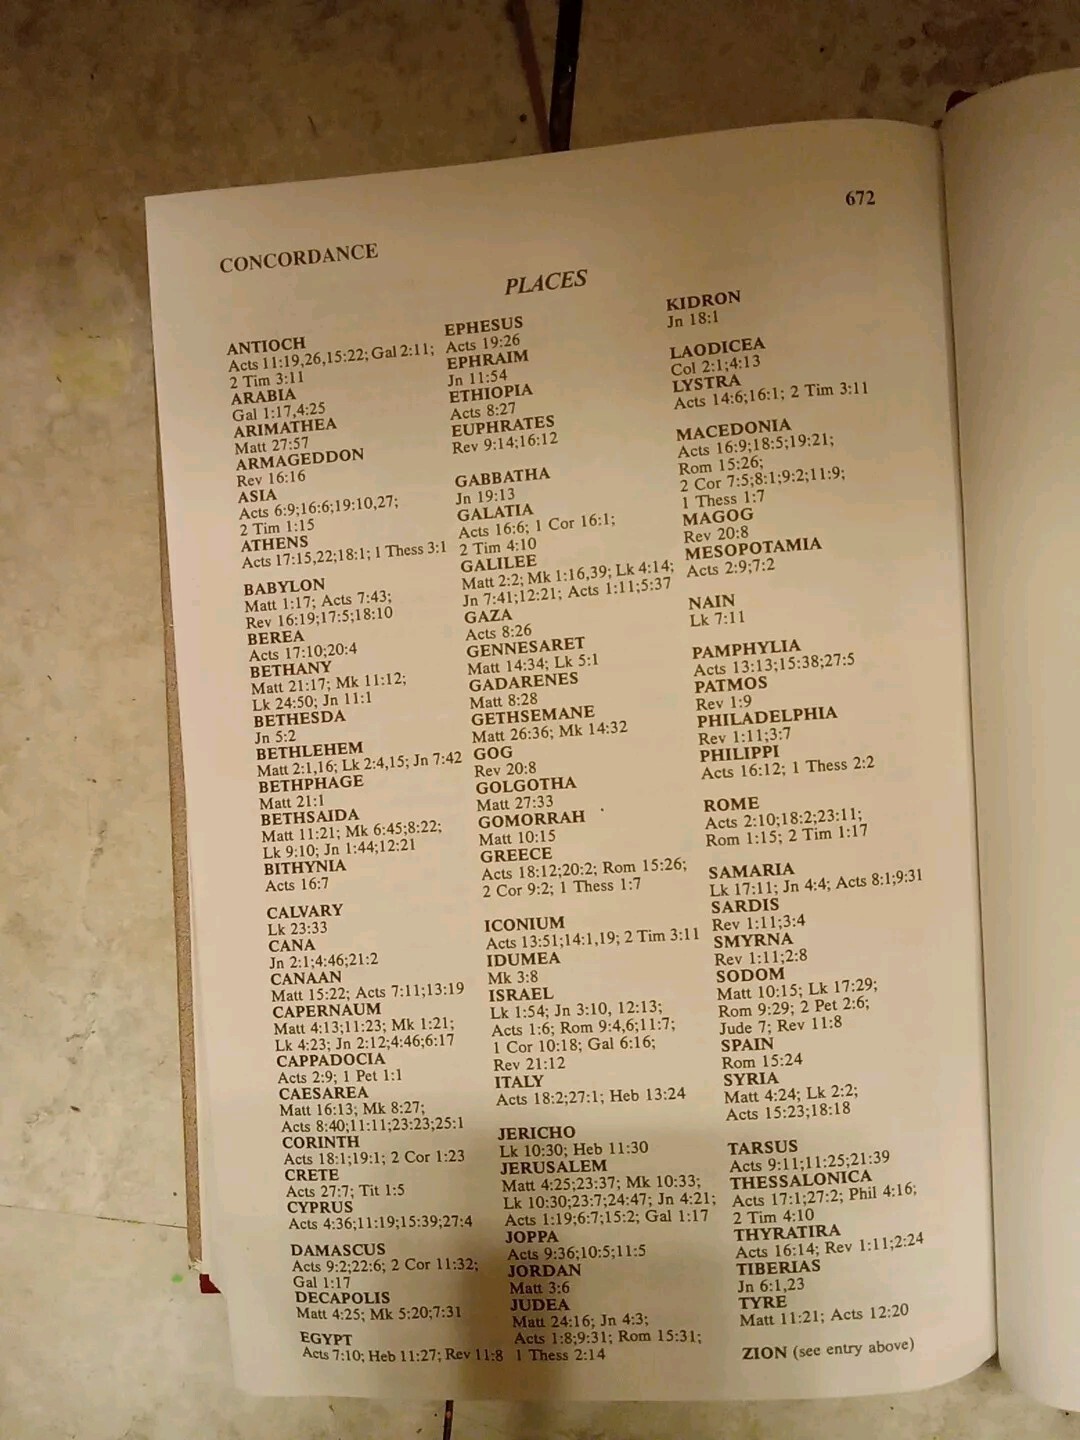 672
CONCORDANCE
PLACES
ANTIOCH
Acts 11:19,26,15:22; Gal 2:11;
2 Tim 3:11
ARABIA
Gal 1:17,4:25
ARIMATHEA
Matt 27:57
ARMAGEDDON
Rev 16:16
ASIA
Acts 6:9;16:6;19:10,27;
2 Tim 1:15
ATHENS
Acts 17:15,22;18:1; 1 Thess 3:1
BABYLON
Matt 1:17; Acts 7:43;
Rev 16:19;17:5;18:10
BEREA
Acts 17:10;20:4
BETHANY
Matt 21:17; Mk 11:12;
Lk 24:50; Jn 11:1
BETHESDA
Jn 5:2
BETHLEHEM
Matt 2:1,16; Lk 2:4,15; Jn 7:42
BETHPHAGE
Matt 21:1
BETHSAIDA
Matt 11:21; Mk 6:45;8:22;
Lk 9:10; Jn 1:44;12:21
BITHYNIA
Acts 16:7
CALVARY
Lk 23:33
CANA
Jn 2:1;4:46;21:2
CANAAN
Matt 15:22; Acts 7:11;13:19
CAPERNAUM
Matt 4:13;11:23; Mk 1:21;
Lk 4:23; Jn 2:12;4:46;6:17
CAPPADOCIA
Acts 2:9; 1 Pet 1:1
CAESAREA
Matt 16:13; Mk 8:27;
Acts 8:40;11:11;23:23;25:1
CORINTH
Acts 18:1;19:1; 2 Cor 1:23
CRETE
Acts 27:7; Tit 1:5
CYPRUS
Acts 4:36;11:19;15:39;27:4
DAMASCUS
Acts 9:2;22:6; 2 Cor 11:32;
Gal 1:17
DECAPOLIS
Matt 4:25; Mk 5:20;7:31
EGYPT
Acts 7:10; Heb 11:27; Rev 11:8
EPHESUS
Acts 19:26
EPHRAIM
Jn 11:54
ETHIOPIA
Acts 8:27
EUPHRATES
Rev 9:14;16:12
GABBATHA
Jn 19:13
GALATIA
Acts 16:6; 1 Cor 16:1;
2 Tim 4:10
GALILEE
Matt 2:2; Mk 1:16,39; Lk 4:14;
Jn 7:41;12:21; Acts 1:11;5:37
GAZA
Acts 8:26
GENNESARET
Matt 14:34; Lk 5:1
GADARENES
Matt 8:28
GETHSEMANE
Matt 26:36; Mk 14:32
GOG
Rev 20:8
GOLGOTHA
Matt 27:33
GOMORRAH
Matt 10:15
GREECE
Acts 18:12;20:2; Rom 15:26;
2 Cor 9:2; 1 Thess 1:7
ICONIUM
Acts 13:51;14:1,19; 2 Tim 3:11
IDUMEA
Mk 3:8
ISRAEL
Lk 1:54; Jn 3:10, 12:13;
Acts 1:6; Rom 9:4,6;11:7;
1 Cor 10:18; Gal 6:16;
Rev 21:12
ITALY
Acts 18:2;27:1; Heb 13:24
JERICHO
Lk 10:30; Heb 11:30
JERUSALEM
Matt 4:25;23:37; Mk 10:33;
Lk 10:30;23:7;24:47; Jn 4:21;
Acts 1:19;6:7;15:2; Gal 1:17
JOPPA
Acts 9:36;10:5;11:5
JORDAN
Matt 3:6
JUDEA
Matt 24:16; Jn 4:3;
Acts 1:8;9:31; Rom 15:31;
1 Thess 2:14
KIDRON
Jn 18:1
LAODICEA
Col 2:1;4:13
LYSTRA
Acts 14:6;16:1; 2 Tim 3:11
MACEDONIA
Acts 16:9;18:5;19:21;
Rom 15:26;
2 Cor 7:5;8:1;9:2;11:9;
1 Thess 1:7
MAGOG
Rev 20:8
MESOPOTAMIA
Acts 2:9;7:2
NAIN
Lk 7:11
PAMPHYLIA
Acts 13:13;15:38;27:5
PATMOS
Rev 1:9
PHILADELPHIA
Rev 1:11;3:7
PHILIPPI
Acts 16:12; 1 Thess 2:2
ROME
Acts 2:10;18:2;23:11;
Rom 1:15; 2 Tim 1:17
SAMARIA
Lk 17:11; Jn 4:4; Acts 8:1;9:31
SARDIS
Rev 1:11;3:4
SMYRNA
Rev 1:11;2:8
SODOM
Matt 10:15; Lk 17:29;
Rom 9:29; 2 Pet 2:6;
Jude 7; Rev 11:8
SPAIN
Rom 15:24
SYRIA
Matt 4:24; Lk 2:2;
Acts 15:23;18:18
TARSUS
Acts 9:11;11:25;21:39
THESSALONICA
Acts 17:1;27:2; Phil 4:16;
2 Tim 4:10
THYRATIRA
Acts 16:14; Rev 1:11;2:24
TIBERIAS
Jn 6:1,23
TYRE
Matt 11:21; Acts 12:20
ZION (see entry above)